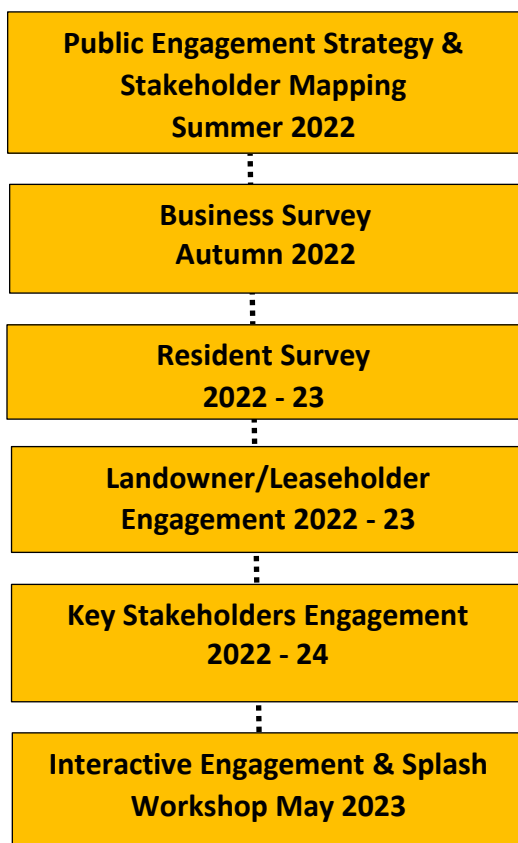 Public Engagement Strategy &
Stakeholder Mapping
Summer 2022
Business Survey
Autumn 2022
Resident Survey
2022 - 23
Landowner/Leaseholder
Engagement 2022 - 23
Key Stakeholders Engagement
2022 - 24
Interactive Engagement & Splash
Workshop May 2023